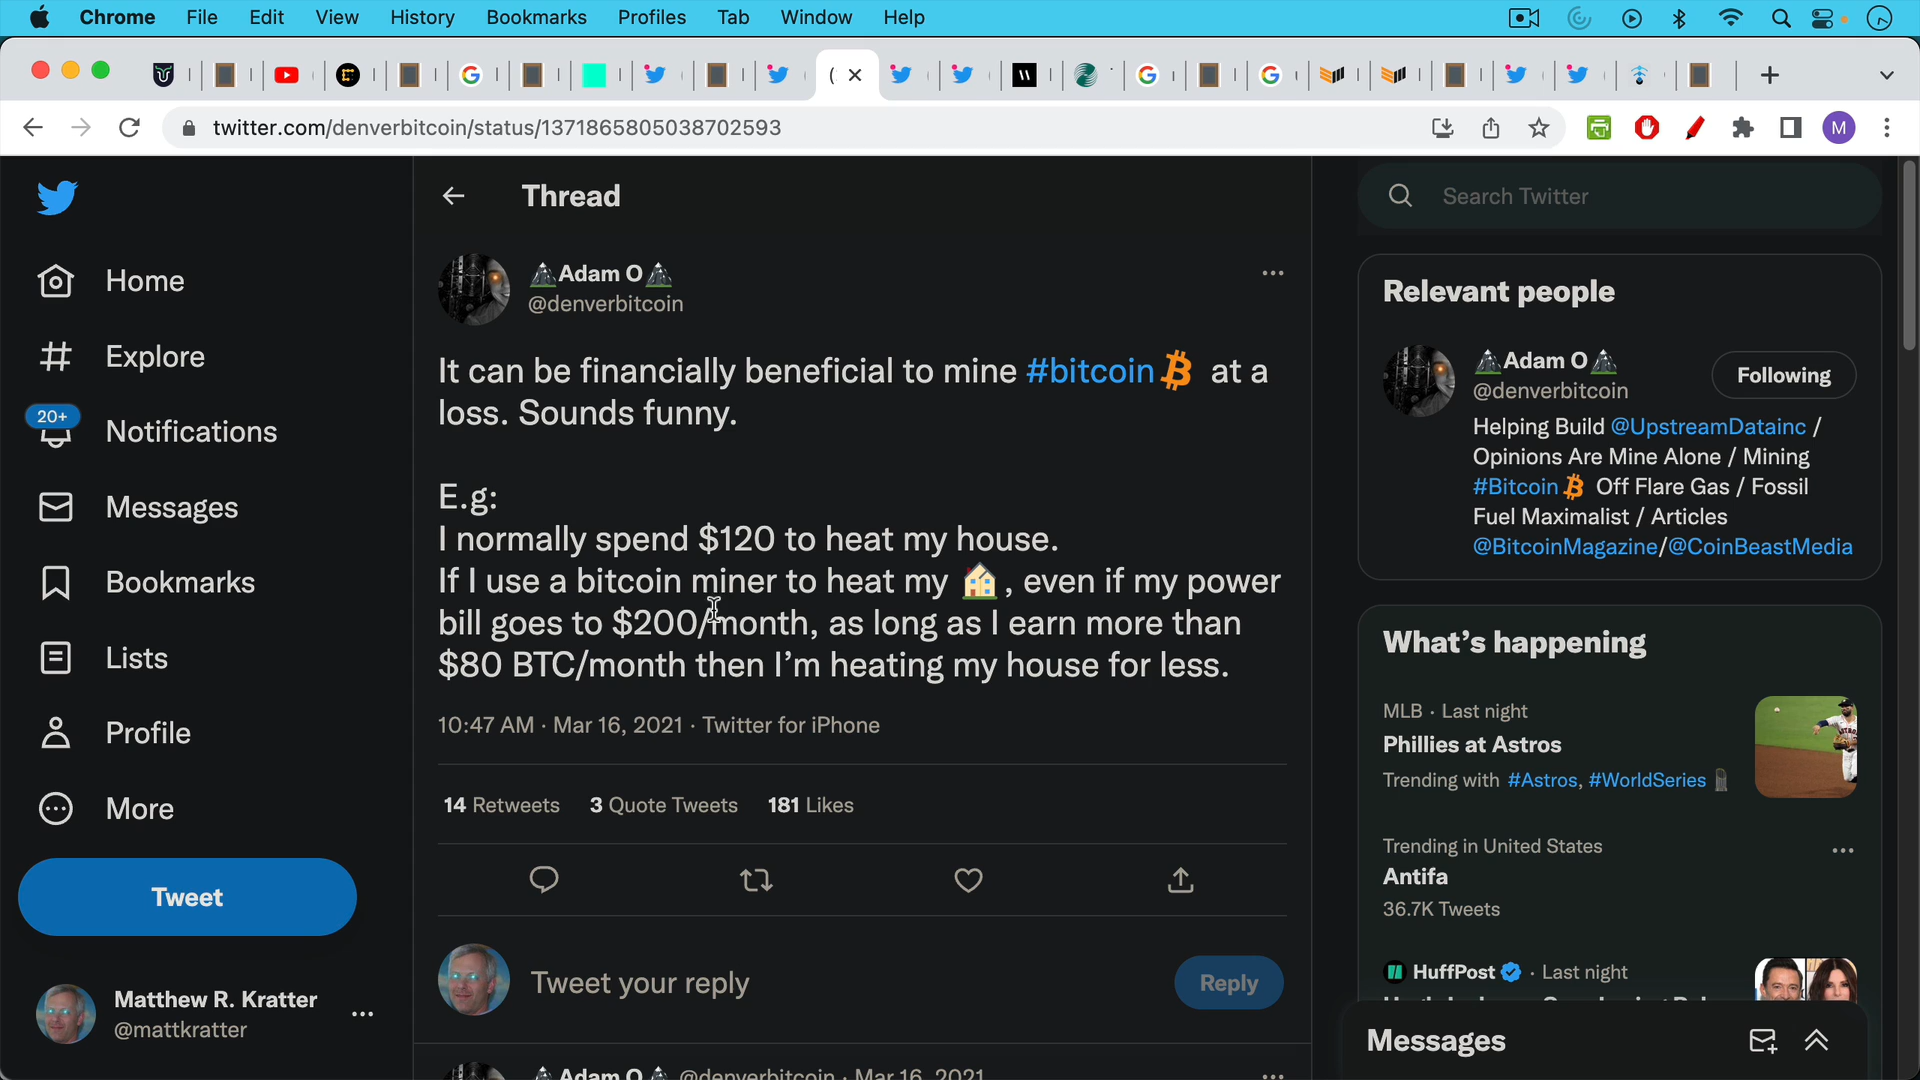 Chrome File Edit View History Bookmarks Profiles Tab Window Help
twitter.com/denverbitcoin/status/1371865805038702593
M
Thread
Search Twitter
Home
Explore
20+
Notifications
Messages
Bookmarks
Lists
Profile
More
Tweet
Matthew R. Kratter
@mattkratter
Adam O
@denverbitcoin
It can be financially beneficial to mine #bitcoin at a
loss. Sounds funny.
E.g:
I normally spend $120 to heat my house.
If I use a bitcoin miner to heat my , even if my power
bill goes to $200/month, as long as I earn more than
$80 BTC/month then I’m heating my house for less.
10:47 AM · Mar 16, 2021 · Twitter for iPhone
14 Retweets 3 Quote Tweets 181 Likes
Tweet your reply
Reply
Adam O @denverbitcoin · Mar 16, 2021
Relevant people
Adam O
@denverbitcoin
Following
Helping Build @UpstreamDatainc /
Opinions Are Mine Alone / Mining
#Bitcoin Off Flare Gas / Fossil
Fuel Maximalist / Articles
@BitcoinMagazine/@CoinBeastMedia
What’s happening
MLB · Last night
Phillies at Astros
Trending with #Astros, #WorldSeries
Trending in United States
Antifa
36.7K Tweets
HuffPost · Last night
Messages